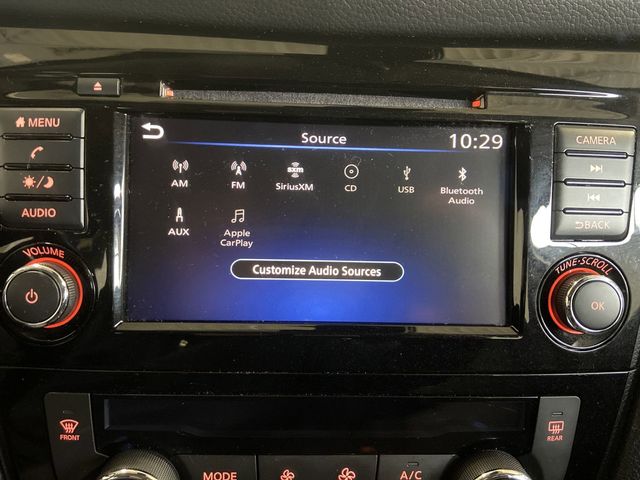 MENU
Source
10:29
CAMERA
AM
FM
sxm
SiriusXM
CD
USB
Bluetooth
Audio
AUDIO
AUX
Apple
CarPlay
BACK
VOLUME
Customize Audio Sources
TUNE·SCROLL
OK
FRONT
REAR
MODE
A/C